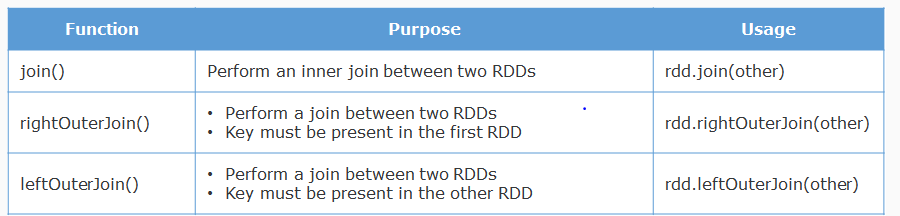 Function Purpose Usage
join() Perform an inner join between two RDDs rdd.join(other)
rightOuterJoin() • Perform a join between two RDDs
• Key must be present in the first RDD rdd.rightOuterJoin(other)
leftOuterJoin() • Perform a join between two RDDs
• Key must be present in the other RDD rdd.leftOuterJoin(other)